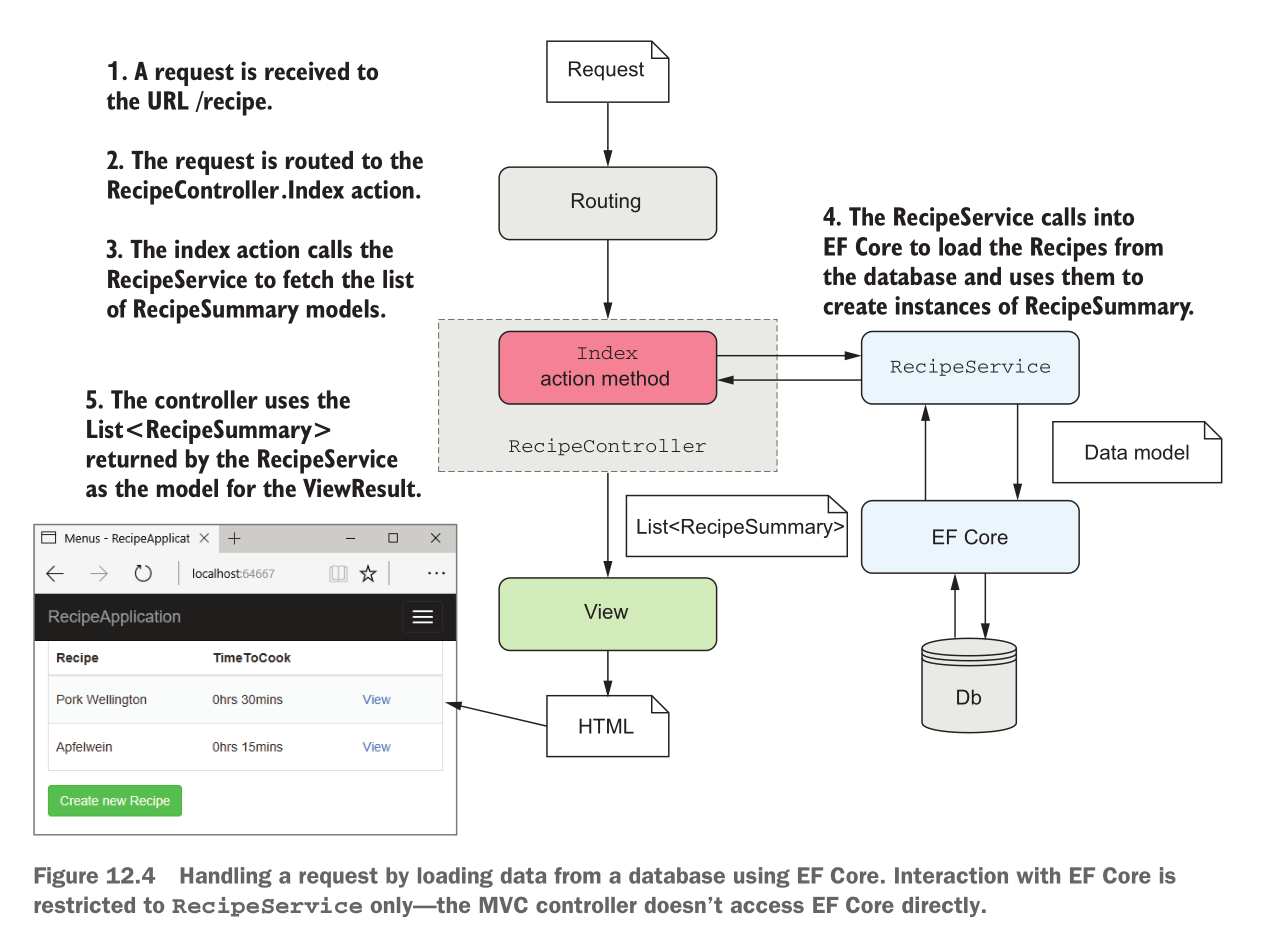 Request
1. A request is received to
the URL /recipe.
2. The request is routed to the
RecipeController.Index action.
3. The index action calls the
RecipeService to fetch the list
of RecipeSummary models.
Routing
4. The RecipeService calls into
EF Core to load the Recipes from
the database and uses them to
create instances of RecipeSummary.
Index
action method
RecipeController
RecipeService
Data model
EF Core
Db
5. The controller uses the
List<RecipeSummary>
returned by the RecipeService
as the model for the ViewResult.
List<RecipeSummary>
View
HTML
Menus - RecipeApplicat
localhost:64667
RecipeApplication
Recipe TimeToCook
Pork Wellington 0hrs 30mins View
Apfelwein 0hrs 15mins View
Create new Recipe
Figure 12.4 Handling a request by loading data from a database using EF Core. Interaction with EF Core is
restricted to RecipeService only—the MVC controller doesn't access EF Core directly.